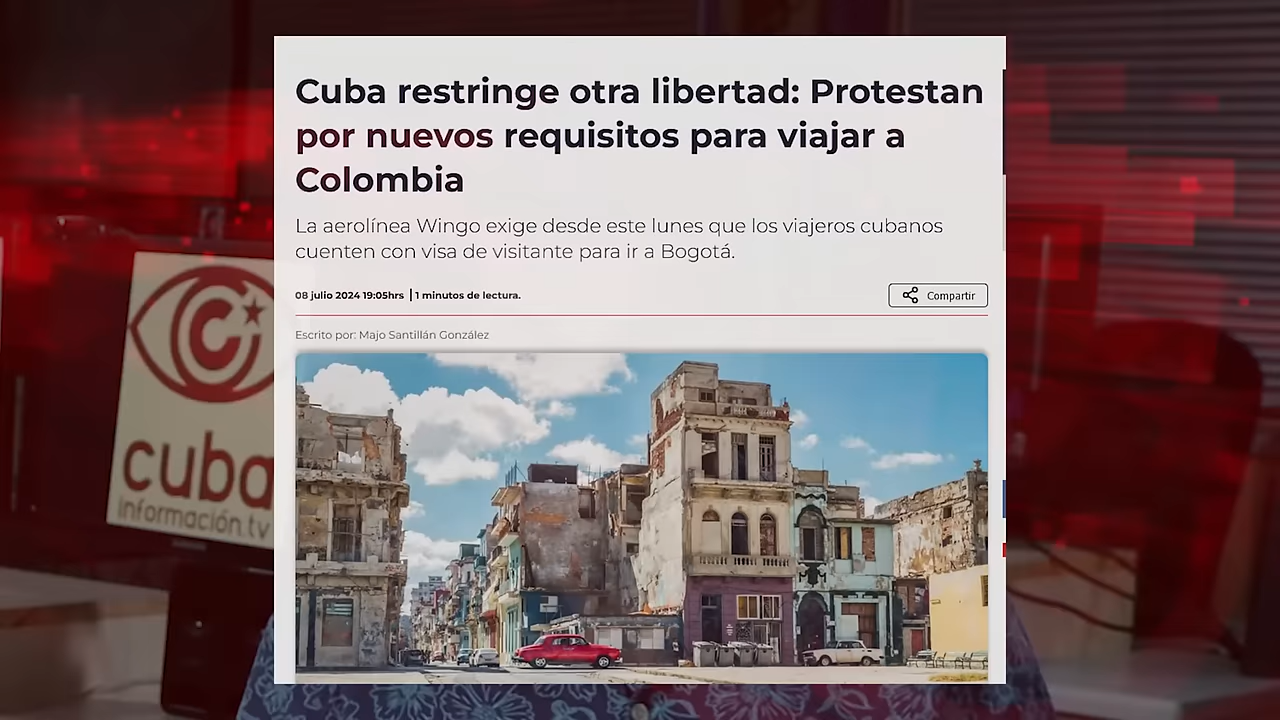 Cuba restringe otra libertad: Protestan
por nuevos requisitos para viajar a
Colombia
La aerolínea Wingo exige desde este lunes que los viajeros cubanos
cuenten con visa de visitante para ir a Bogotá.
08 julio 2024 19:05hrs | 1 minutos de lectura.
Compartir
Escrito por: Majo Santillán González
cuba
información.tv